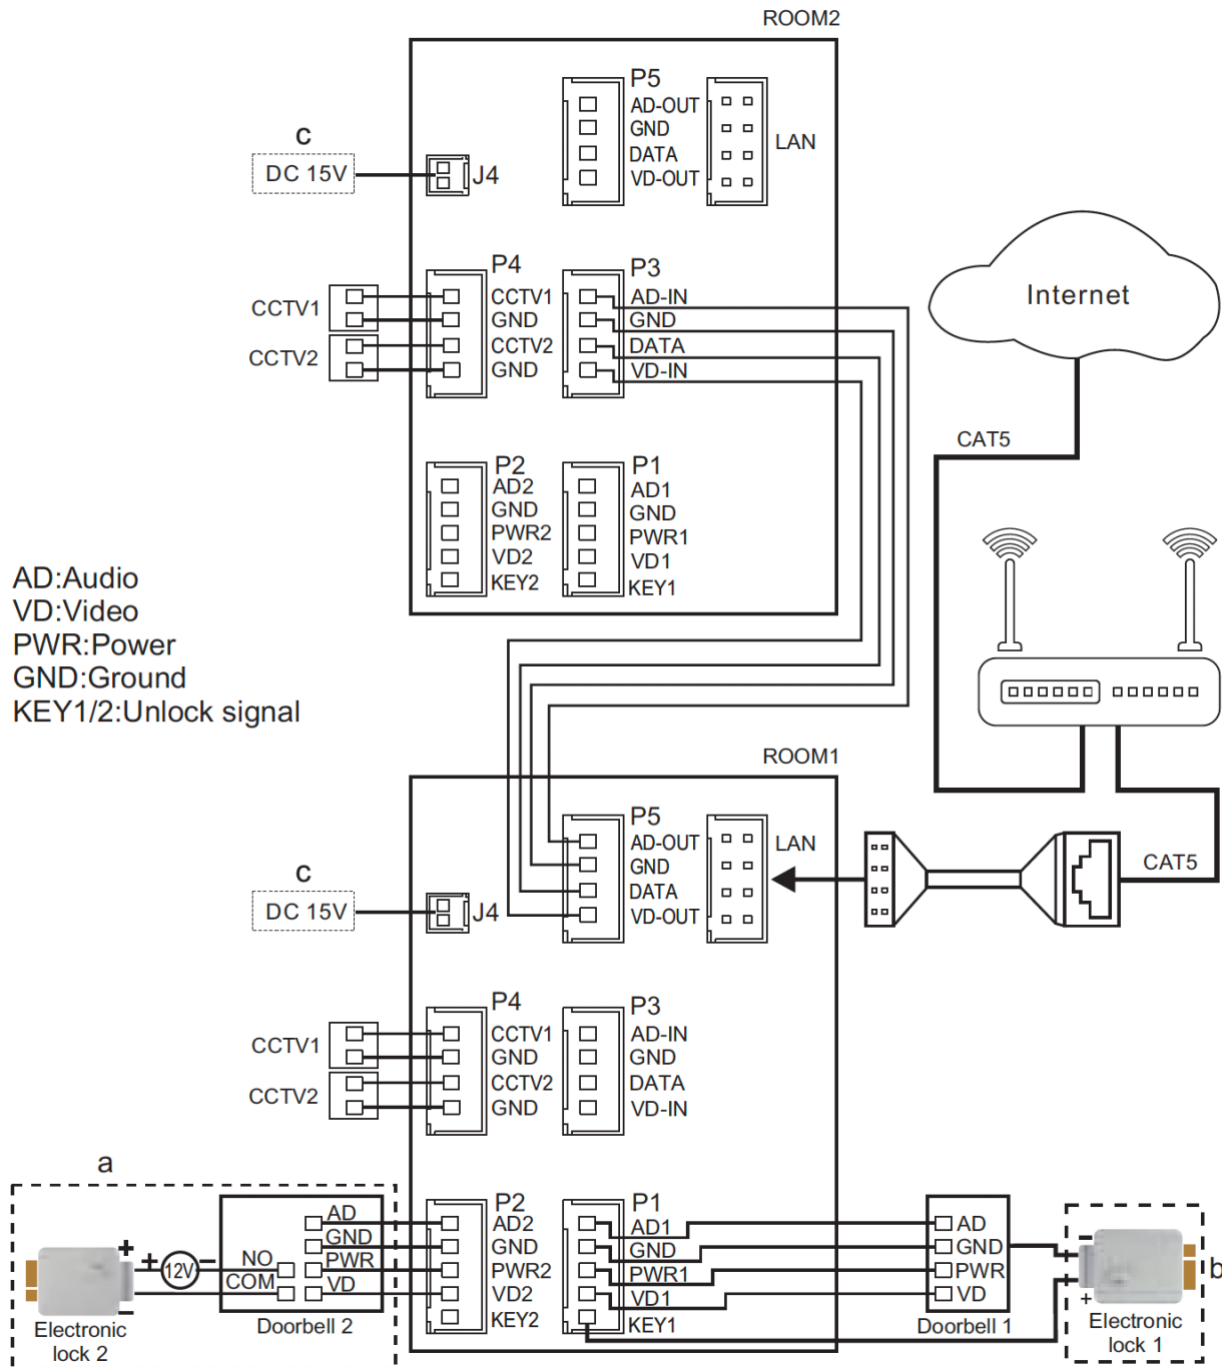 ROOM2
P5
AD-OUT
GND
DATA
VD-OUT
LAN
c
DC 15V
J4
P4
CCTV1
GND
CCTV2
GND
P3
AD-IN
GND
DATA
VD-IN
CCTV1
CCTV2
Internet
CAT5
P2
AD2
GND
PWR2
VD2
KEY2
P1
AD1
GND
PWR1
VD1
KEY1
AD:Audio
VD:Video
PWR:Power
GND:Ground
KEY1/2:Unlock signal
ROOM1
P5
AD-OUT
GND
DATA
VD-OUT
LAN
CAT5
c
DC 15V
J4
P4
CCTV1
GND
CCTV2
GND
P3
AD-IN
GND
DATA
VD-IN
CCTV1
CCTV2
a
+
+
12V
−
−
NO
COM
AD
GND
PWR
VD
Electronic
lock 2
Doorbell 2
P2
AD2
GND
PWR2
VD2
KEY2
P1
AD1
GND
PWR1
VD1
KEY1
AD
GND
PWR
VD
Doorbell 1
−
+
b
Electronic
lock 1